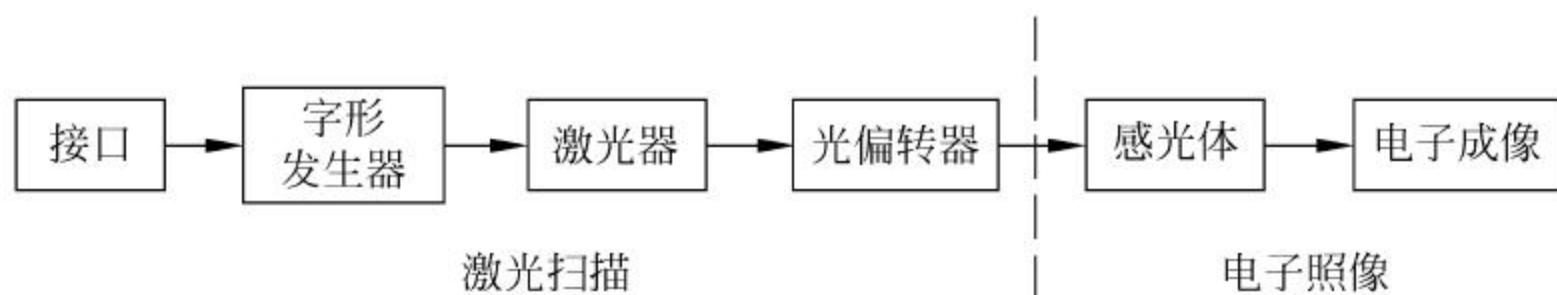 接口
字形
发生器
激光器
光偏转器
感光体
电子成像
激光扫描
电子照像